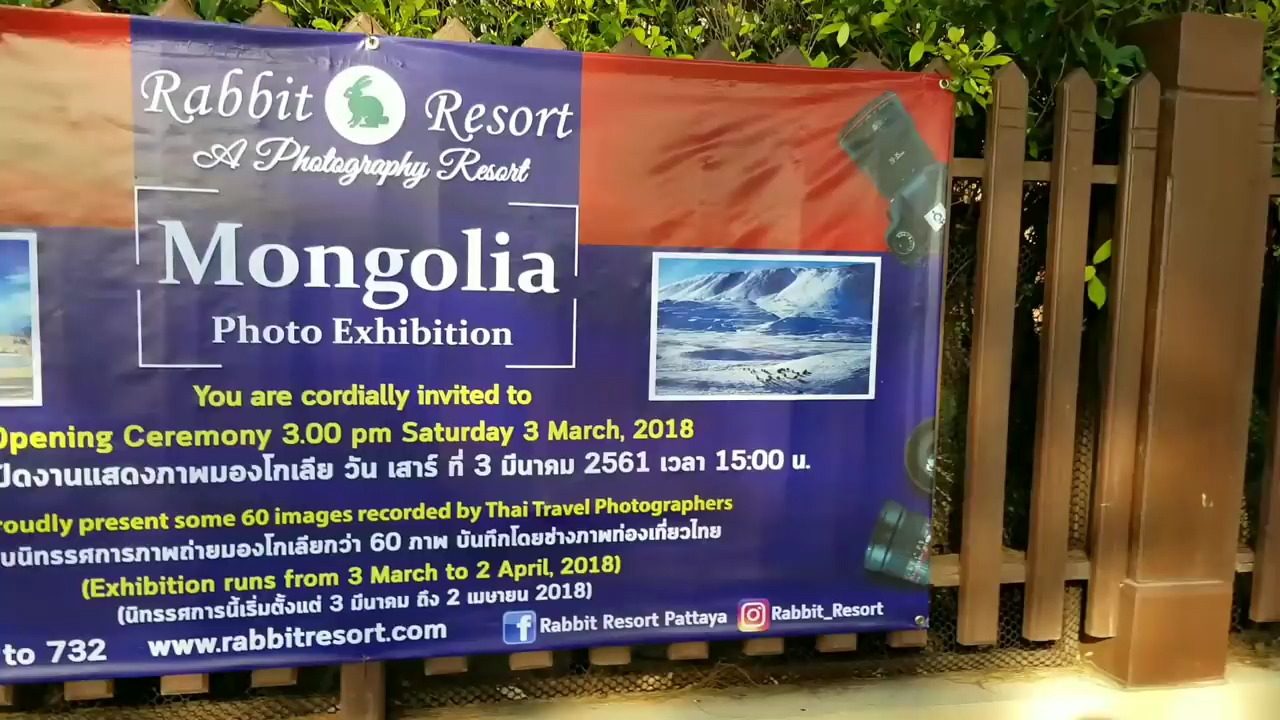 Rabbit Resort
A Photography Resort
Mongolia
Photo Exhibition
You are cordially invited to
Opening Ceremony 3.00 pm Saturday 3 March, 2018
ปิดงานแสดงภาพมองโกเลีย วัน เสาร์ ที่ 3 มีนาคม 2561 เวลา 15:00 น.
roudly present some 60 images recorded by Thai Travel Photographers
บนิทรรศการภาพถ่ายมองโกเลียกว่า 60 ภาพ บันทึกโดยช่างภาพท่องเที่ยวไทย
(Exhibition runs from 3 March to 2 April, 2018)
(นิทรรศการนี้เริ่มตั้งแต่ 3 มีนาคม ถึง 2 เมษายน 2018)
to 732 www.rabbitresort.com Rabbit Resort Pattaya Rabbit_Resort